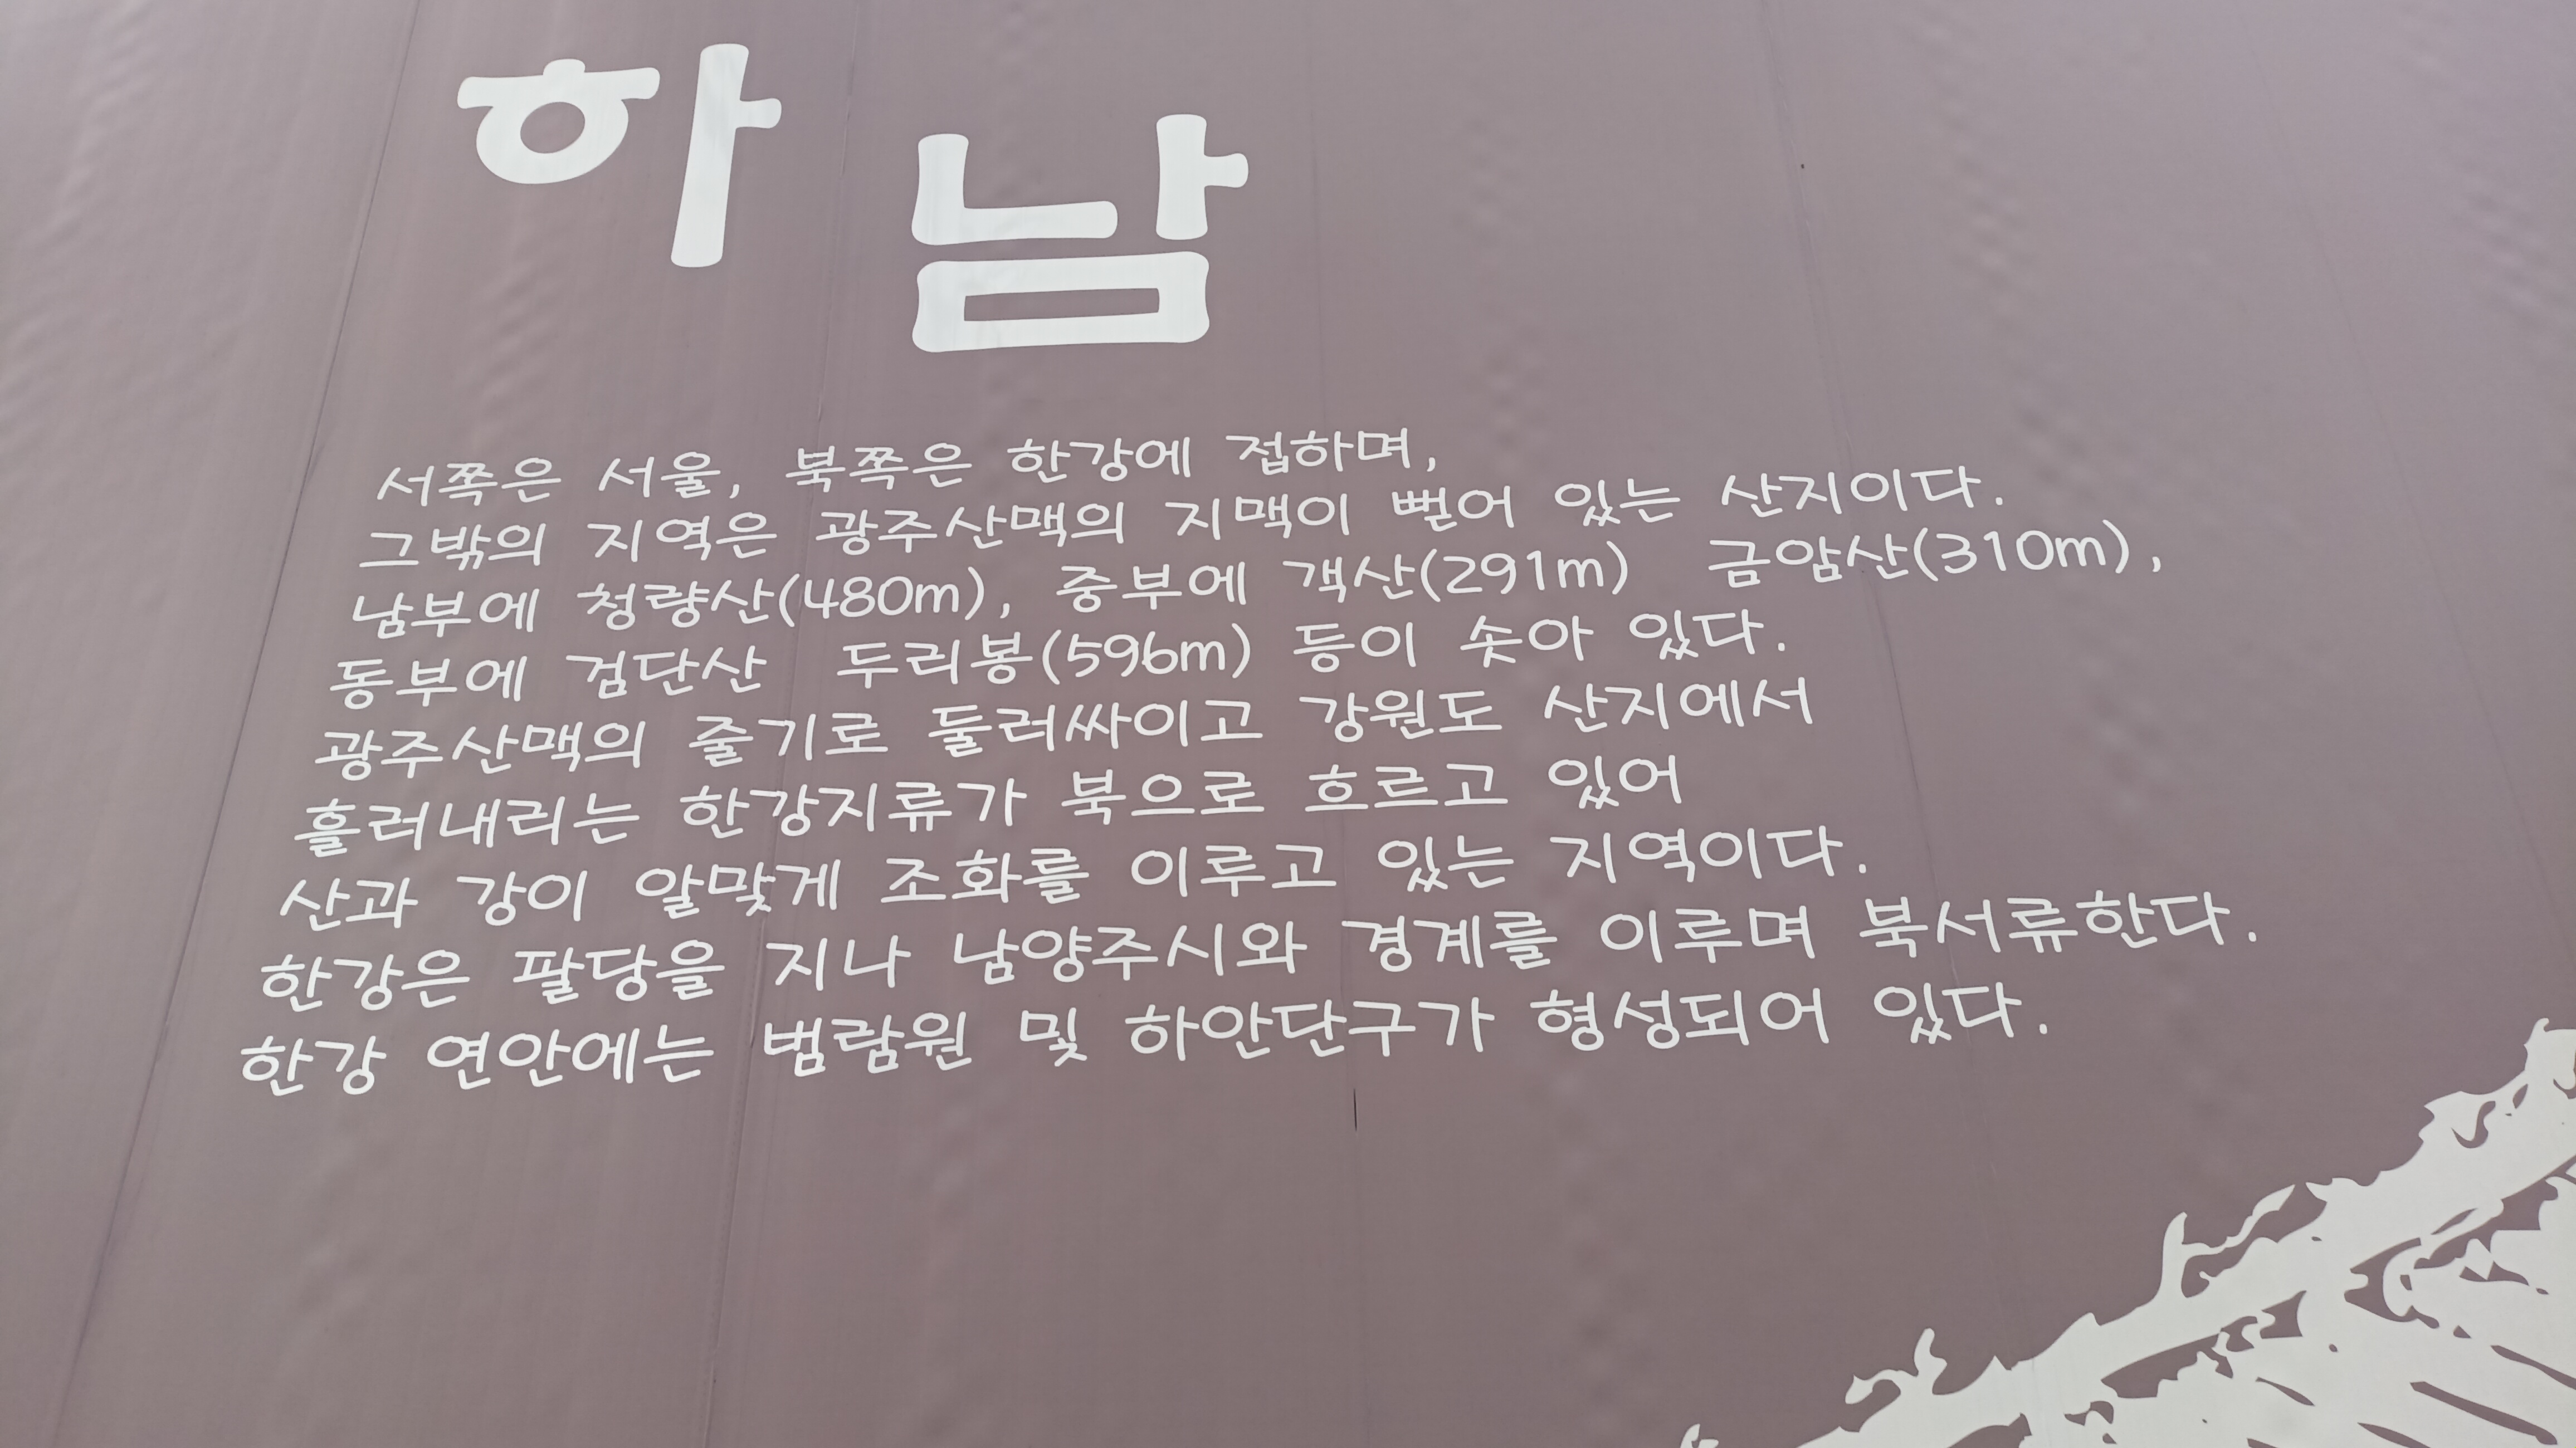 하남
서쪽은 서울, 북쪽은 한강에 접하며,
그밖의 지역은 광주산맥의 지맥이 뻗어 있는 산지이다.
남부에 청량산(480m), 중부에 객산(291m) 금암산(310m),
동부에 검단산 두리봉(596m) 등이 솟아 있다.
광주산맥의 줄기로 둘러싸이고 강원도 산지에서
흘러내리는 한강지류가 북으로 흐르고 있어
산과 강이 알맞게 조화를 이루고 있는 지역이다.
한강은 팔당을 지나 남양주시와 경계를 이루며 북서류한다.
한강 연안에는 범람원 및 하안단구가 형성되어 있다.